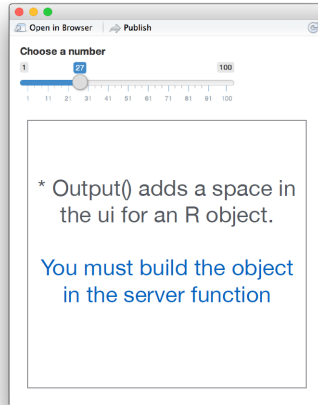 Open in Browser Publish
Choose a number
1 27 100
1 11 21 31 41 51 61 71 81 91 100
* Output() adds a space in
the ui for an R object.
You must build the object
in the server function